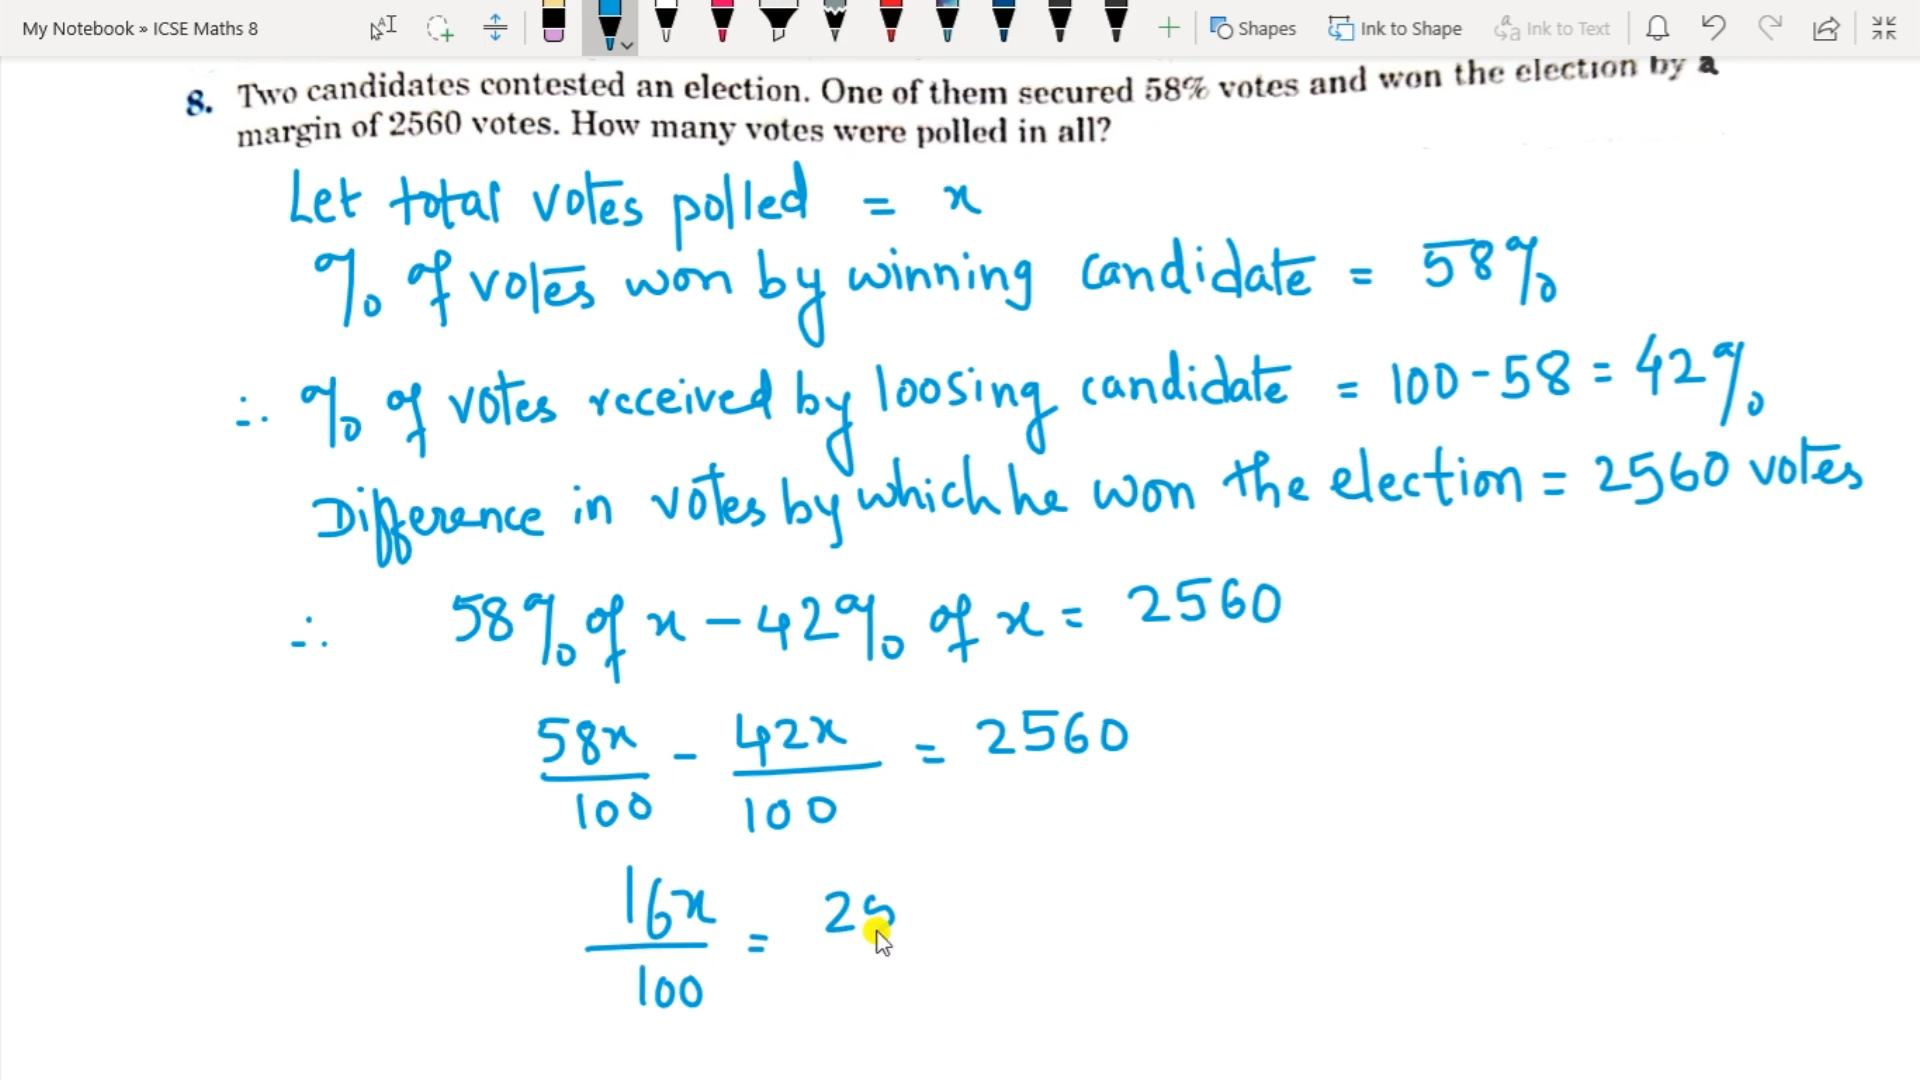 My Notebook » ICSE Maths 8
Shapes
Ink to Shape
Ink to Text
8. Two candidates contested an election. One of them secured 58% votes and won the election by a
margin of 2560 votes. How many votes were polled in all?
Let total votes polled = x
% of votes won by winning candidate = 58%
∴ % of votes received by loosing candidate = 100 - 58 = 42%
Difference in votes by which he won the election = 2560 votes
∴ 58% of x - 42% of x = 2560
58x/100 - 42x/100 = 2560
16x/100 = 25